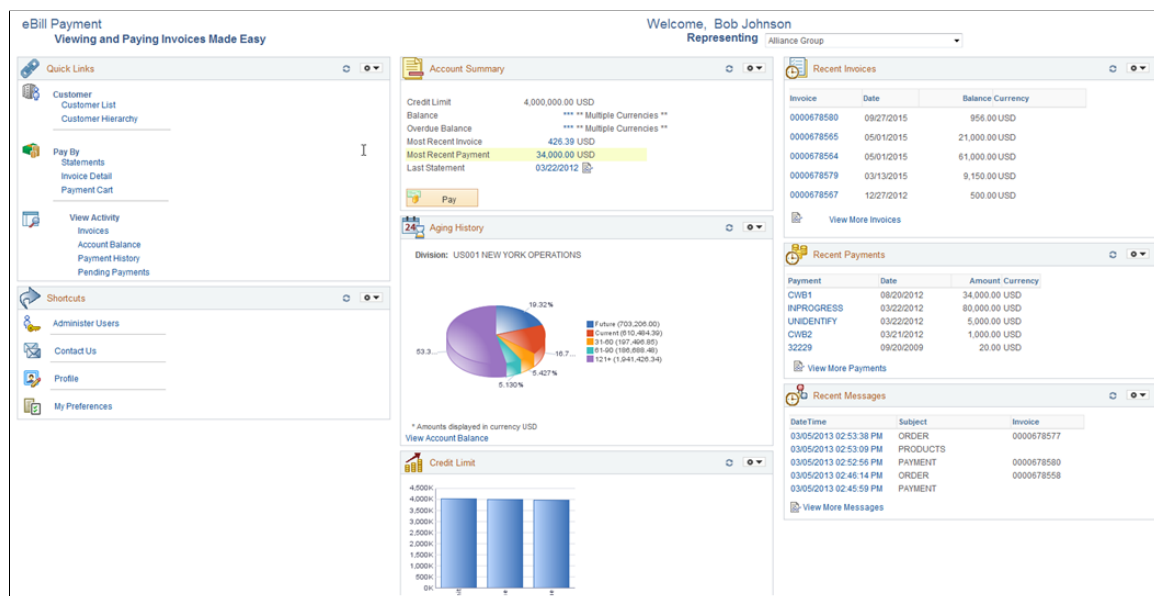 eBill Payment
Viewing and Paying Invoices Made Easy
Welcome, Bob Johnson
Representing Alliance Group
Quick Links
Customer
Customer List
Customer Hierarchy
Pay By
Statements
Invoice Detail
Payment Cart
View Activity
Invoices
Account Balance
Payment History
Pending Payments
Shortcuts
Administer Users
Contact Us
Profile
My Preferences
Account Summary
Credit Limit 4,000,000.00 USD
Balance *** ** Multiple Currencies **
Overdue Balance *** ** Multiple Currencies **
Most Recent Invoice 426.39 USD
Most Recent Payment 34,000.00 USD
Last Statement 03/22/2012
Pay
24
Aging History
Division: US001 NEW YORK OPERATIONS
19.32%
53.3...
16.7...
5.427%
5.130%
Future (703,206.00)
Current (610,484.39)
31-60 (197,496.85)
61-90 (186,688.48)
121+ (1,941,426.34)
* Amounts displayed in currency USD
View Account Balance
Credit Limit
4,500K
4,000K
3,500K
3,000K
2,500K
2,000K
1,500K
1,000K
500K
0K
Recent Invoices
Invoice Date Balance Currency
0000678580 09/27/2015 956.00 USD
0000678565 05/01/2015 21,000.00 USD
0000678564 05/01/2015 61,000.00 USD
0000678579 03/13/2015 9,150.00 USD
0000678567 12/27/2012 500.00 USD
View More Invoices
Recent Payments
Payment Date Amount Currency
CWB1 08/20/2012 34,000.00 USD
INPROGRESS 03/22/2012 80,000.00 USD
UNIDENTIFY 03/22/2012 5,000.00 USD
CWB2 03/21/2012 1,000.00 USD
32229 09/20/2009 20.00 USD
View More Payments
Recent Messages
DateTime Subject Invoice
03/05/2013 02:53:38 PM ORDER 0000678577
03/05/2013 02:53:09 PM PRODUCTS
03/05/2013 02:52:56 PM PAYMENT 0000678580
03/05/2013 02:46:14 PM ORDER 0000678558
03/05/2013 02:45:59 PM PAYMENT
View More Messages